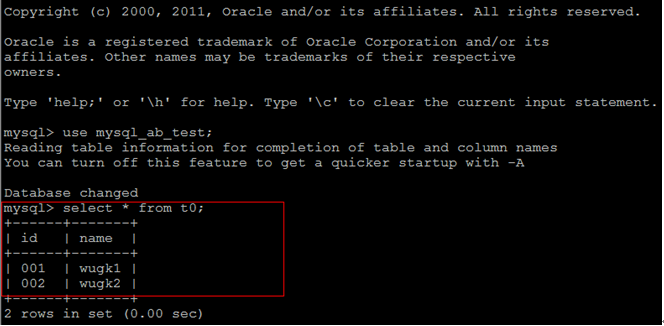 Copyright (c) 2000, 2011, Oracle and/or its affiliates. All rights reserved.
Oracle is a registered trademark of Oracle Corporation and/or its
affiliates. Other names may be trademarks of their respective
owners.
Type 'help;' or '\h' for help. Type '\c' to clear the current input statement.
mysql> use mysql_ab_test;
Reading table information for completion of table and column names
You can turn off this feature to get a quicker startup with -A
Database changed
mysql> select * from t0;
+------+-------+
| id   | name  |
+------+-------+
| 001  | wugk1 |
| 002  | wugk2 |
+------+-------+
2 rows in set (0.00 sec)